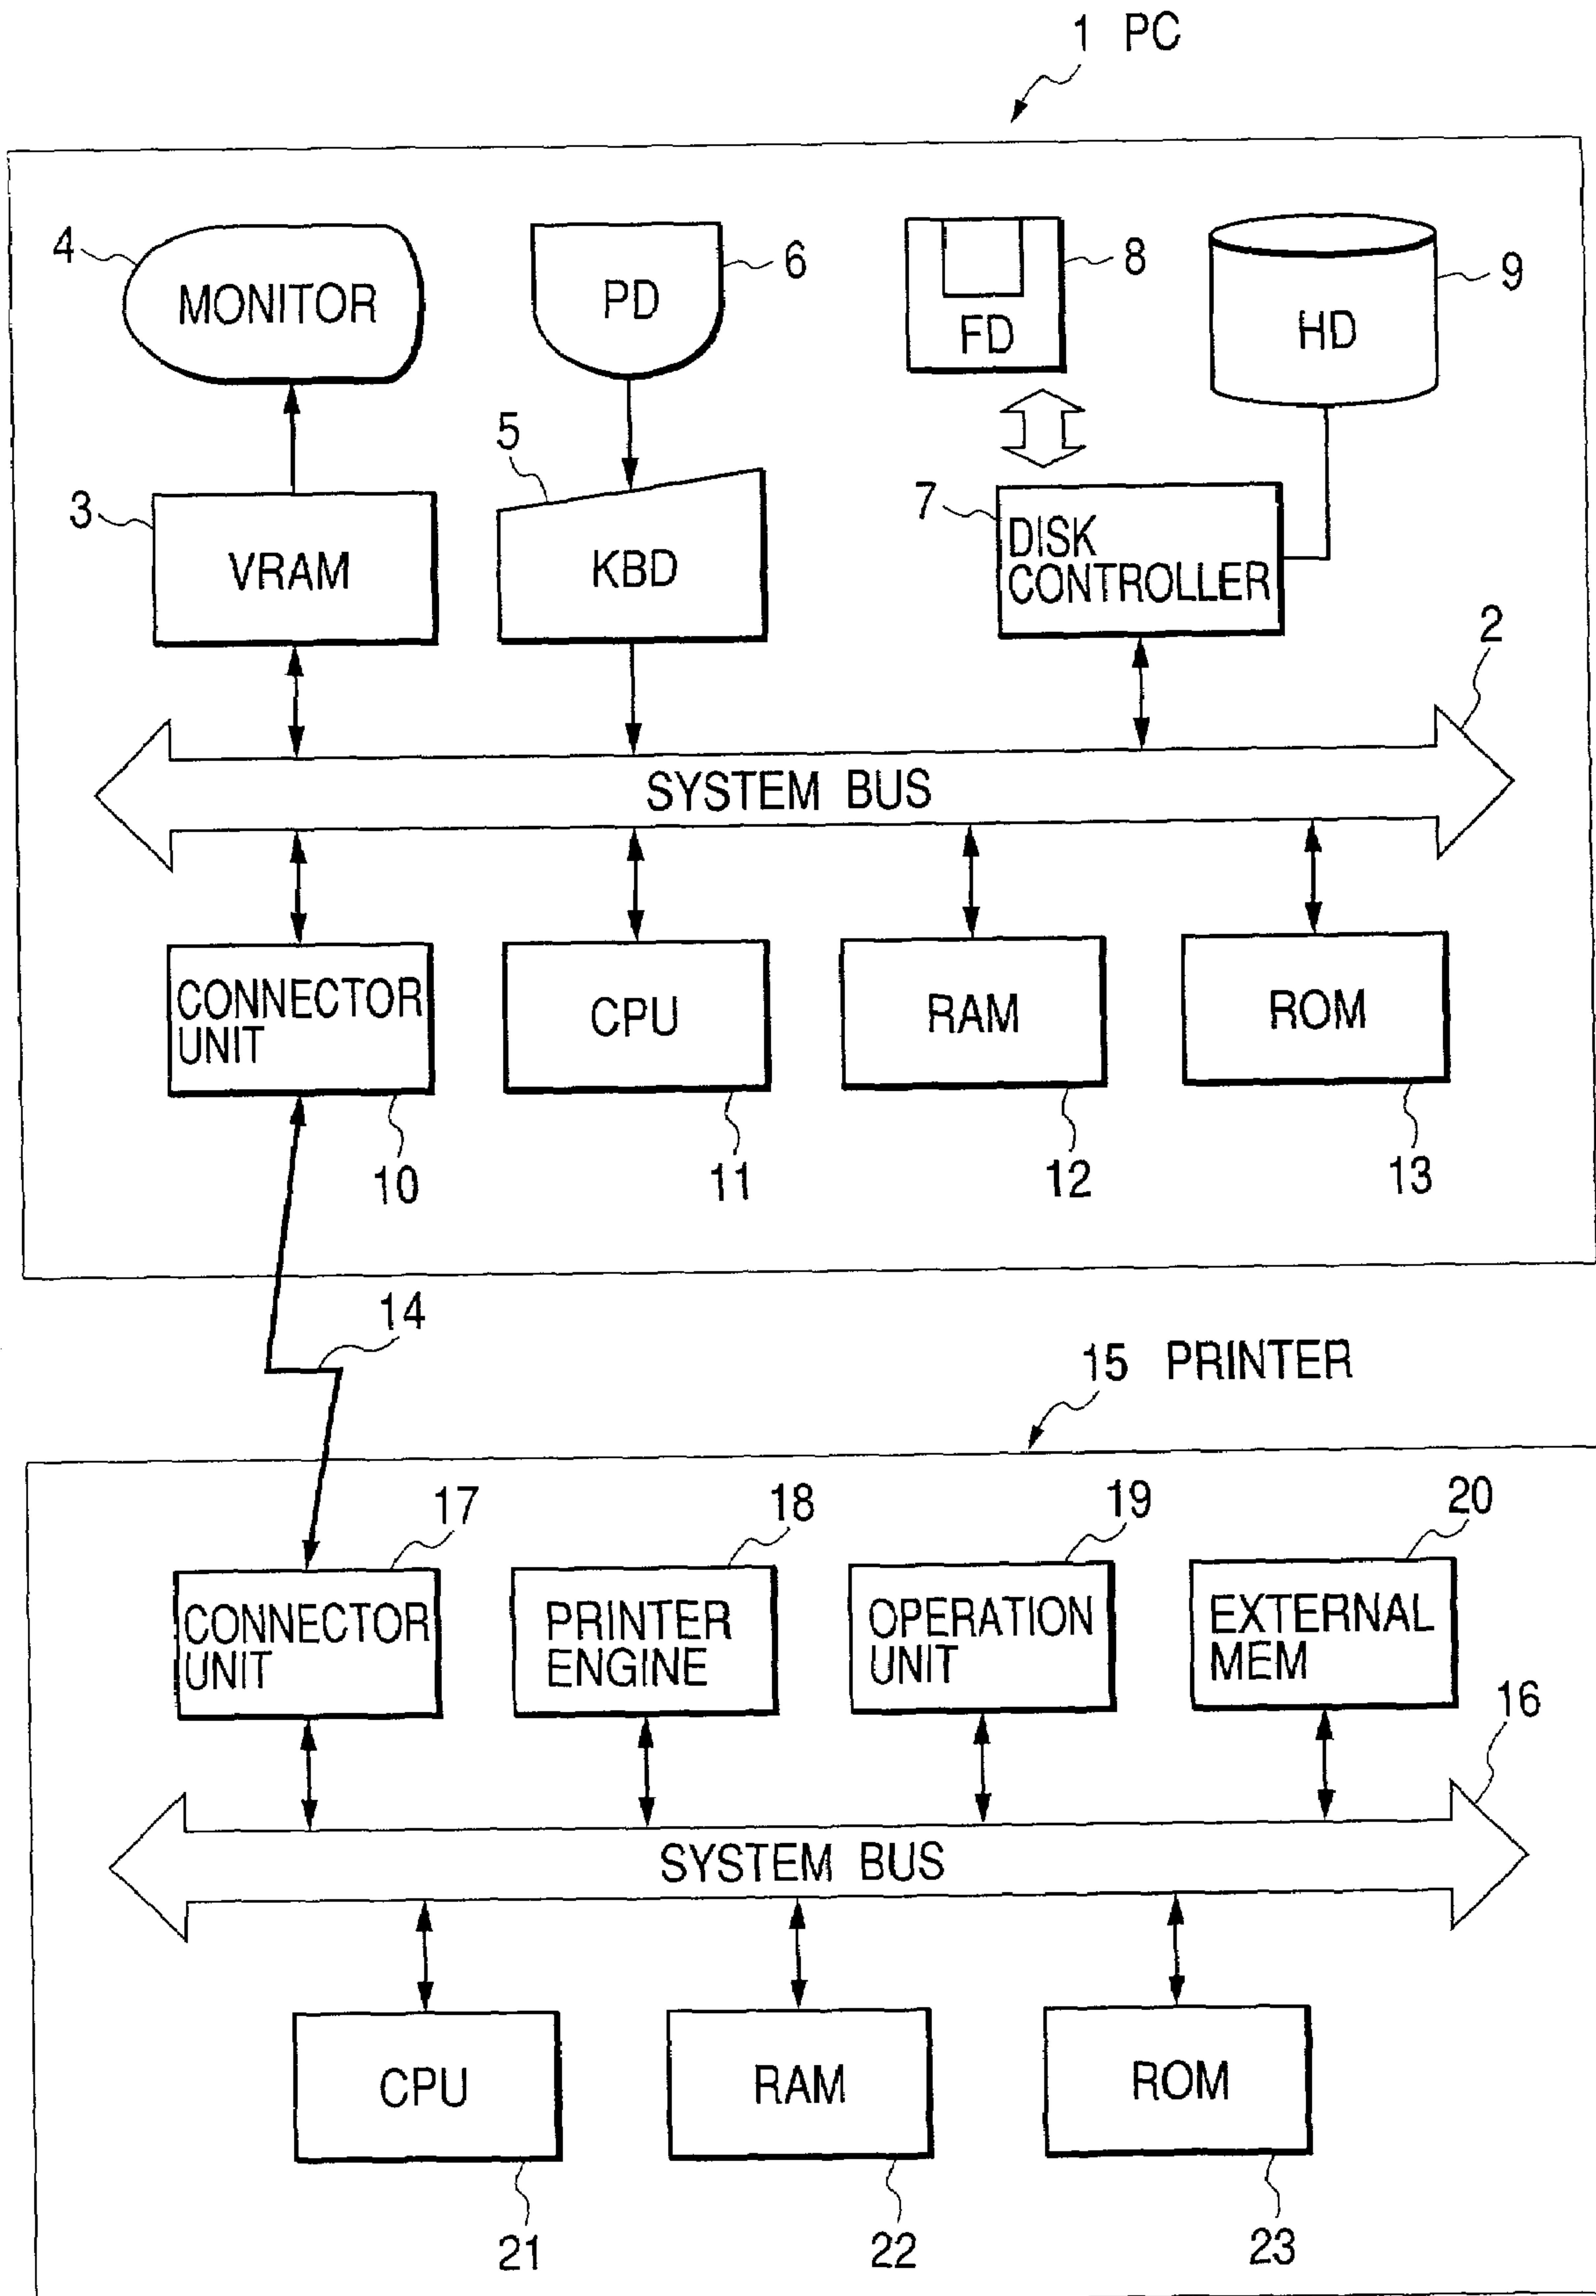 1 PC
4
MONITOR
PD
6
FD
8
HD
9
3
VRAM
5
KBD
7
DISK
CONTROLLER
2
SYSTEM BUS
CONNECTOR
UNIT
CPU
RAM
ROM
10
11
12
13
14
15 PRINTER
17
18
19
20
CONNECTOR
UNIT
PRINTER
ENGINE
OPERATION
UNIT
EXTERNAL
MEM
16
SYSTEM BUS
CPU
RAM
ROM
21
22
23